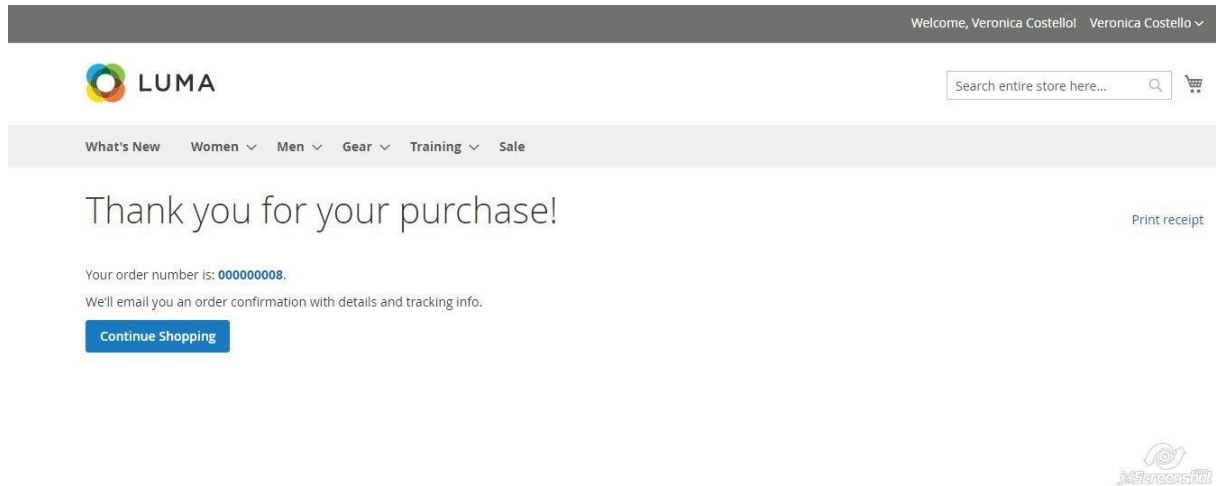 Welcome, Veronica Costello! Veronica Costello
LUMA
Search entire store here...
What's New Women Men Gear Training Sale
Thank you for your purchase!
Print receipt
Your order number is: 000000008.
We'll email you an order confirmation with details and tracking info.
Continue Shopping
jetScreenshot